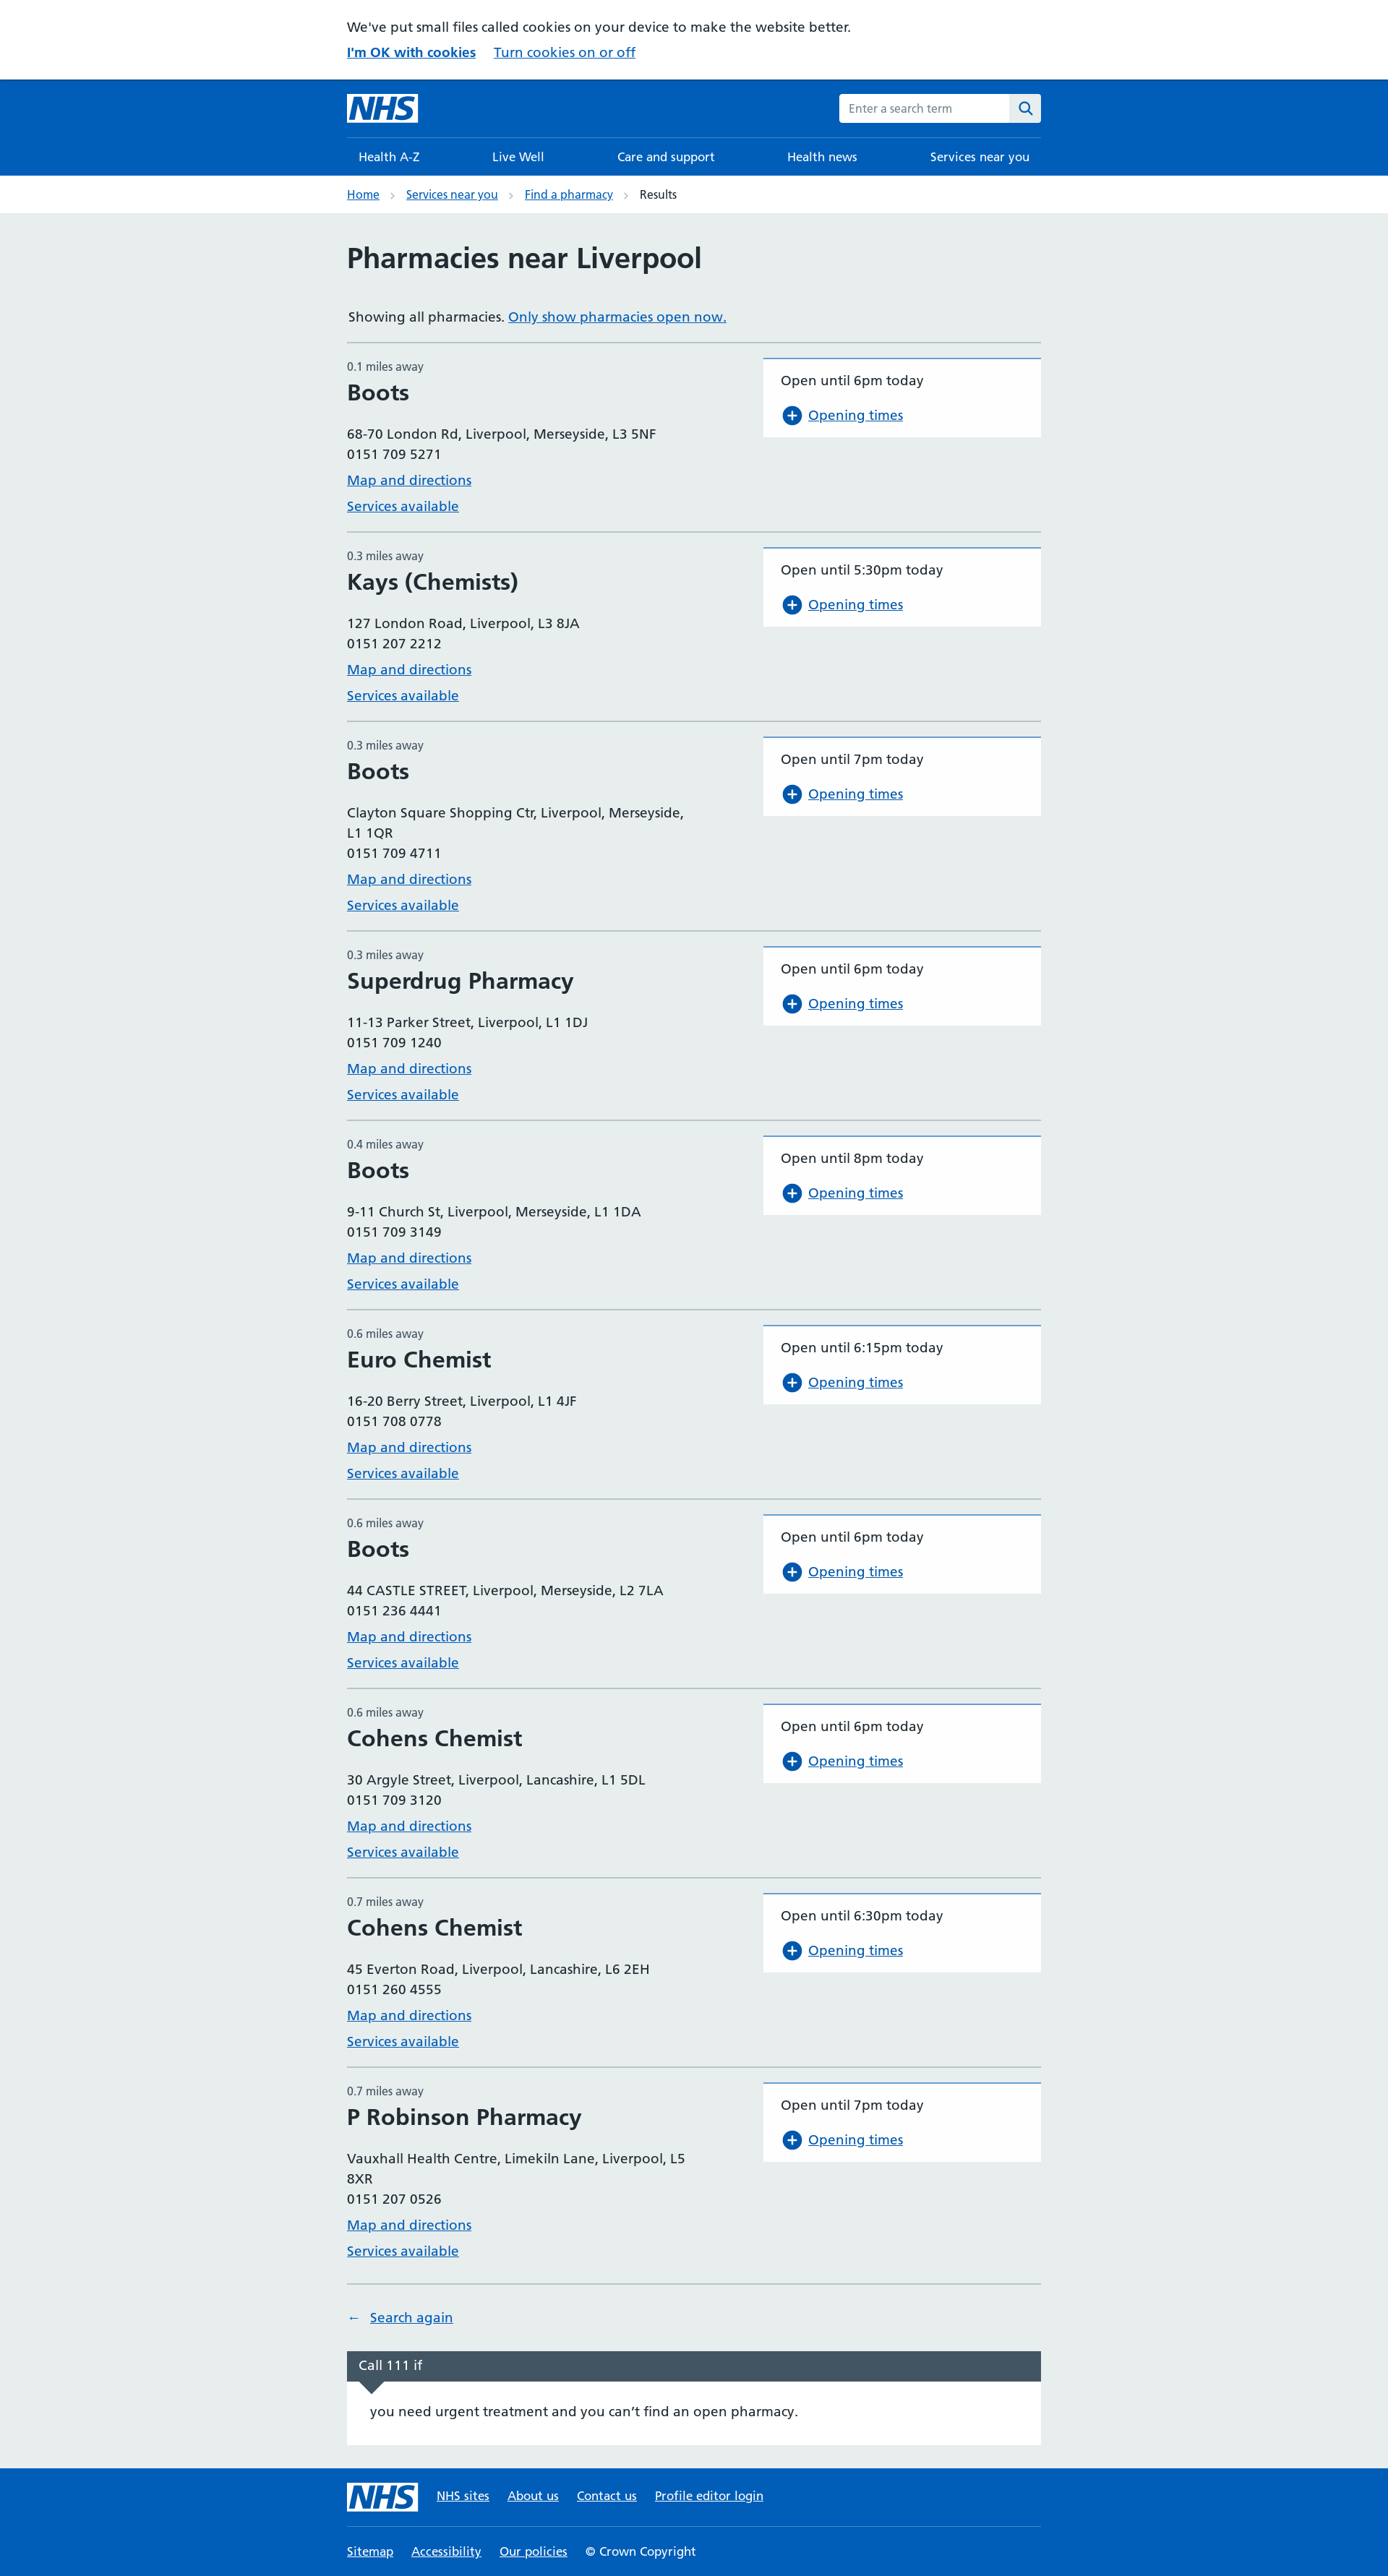 We've put small files called cookies on your device to make the website better.
I'm OK with cookies Turn cookies on or off
NHS Enter a search term
Health A-Z Live Well Care and support Health news Services near you
Home Services near you Find a pharmacy Results
Pharmacies near Liverpool
Showing all pharmacies. Only show pharmacies open now.
0.1 miles away
Boots
68-70 London Rd, Liverpool, Merseyside, L3 5NF
0151 709 5271
Map and directions
Services available
Open until 6pm today
Opening times
0.3 miles away
Kays (Chemists)
127 London Road, Liverpool, L3 8JA
0151 207 2212
Map and directions
Services available
Open until 5:30pm today
Opening times
0.3 miles away
Boots
Clayton Square Shopping Ctr, Liverpool, Merseyside,
L1 1QR
0151 709 4711
Map and directions
Services available
Open until 7pm today
Opening times
0.3 miles away
Superdrug Pharmacy
11-13 Parker Street, Liverpool, L1 1DJ
0151 709 1240
Map and directions
Services available
Open until 6pm today
Opening times
0.4 miles away
Boots
9-11 Church St, Liverpool, Merseyside, L1 1DA
0151 709 3149
Map and directions
Services available
Open until 8pm today
Opening times
0.6 miles away
Euro Chemist
16-20 Berry Street, Liverpool, L1 4JF
0151 708 0778
Map and directions
Services available
Open until 6:15pm today
Opening times
0.6 miles away
Boots
44 CASTLE STREET, Liverpool, Merseyside, L2 7LA
0151 236 4441
Map and directions
Services available
Open until 6pm today
Opening times
0.6 miles away
Cohens Chemist
30 Argyle Street, Liverpool, Lancashire, L1 5DL
0151 709 3120
Map and directions
Services available
Open until 6pm today
Opening times
0.7 miles away
Cohens Chemist
45 Everton Road, Liverpool, Lancashire, L6 2EH
0151 260 4555
Map and directions
Services available
Open until 6:30pm today
Opening times
0.7 miles away
P Robinson Pharmacy
Vauxhall Health Centre, Limekiln Lane, Liverpool, L5
8XR
0151 207 0526
Map and directions
Services available
Open until 7pm today
Opening times
← Search again
Call 111 if
you need urgent treatment and you can’t find an open pharmacy.
NHS NHS sites About us Contact us Profile editor login
Sitemap Accessibility Our policies © Crown Copyright